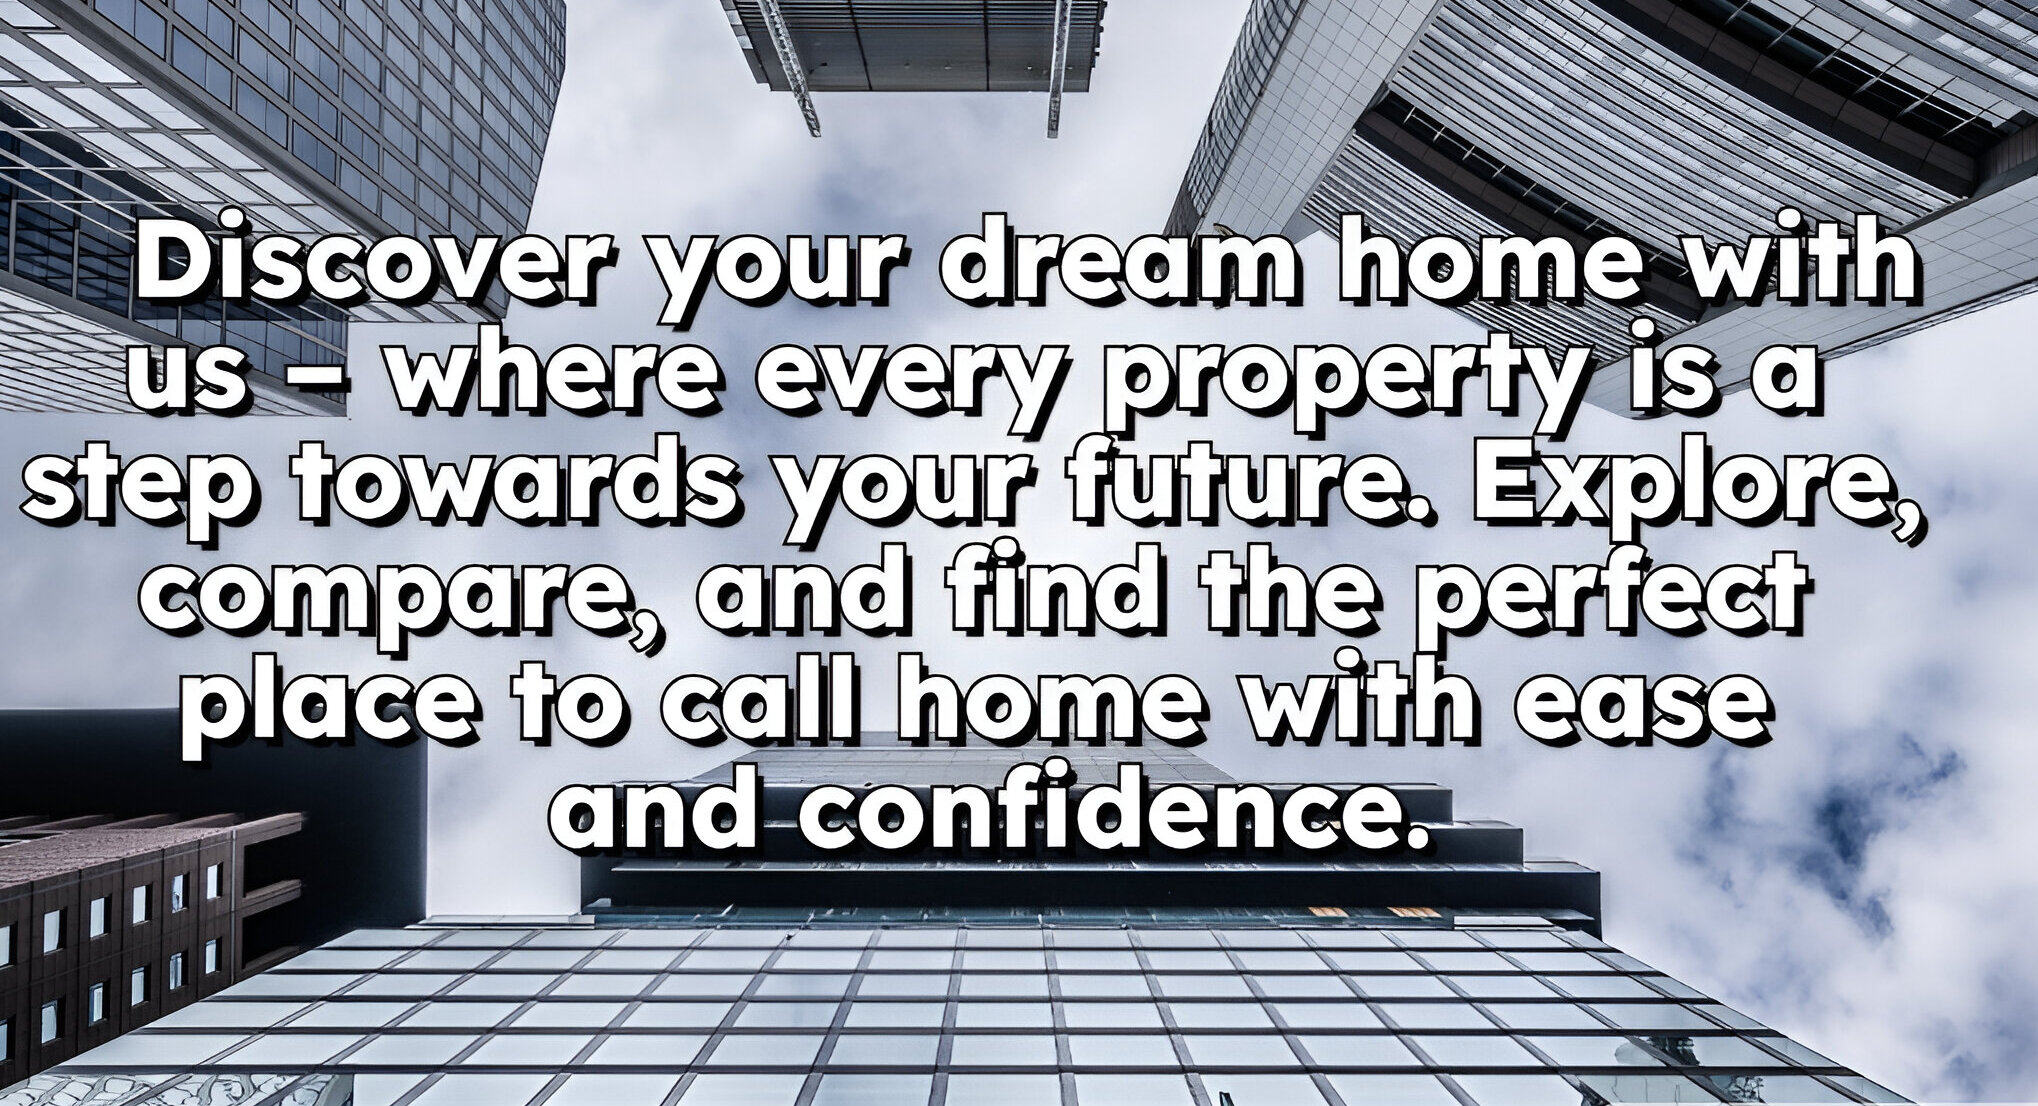 Discover your dream home with
us – where every property is a
step towards your future. Explore,
compare, and find the perfect
place to call home with ease
and confidence.